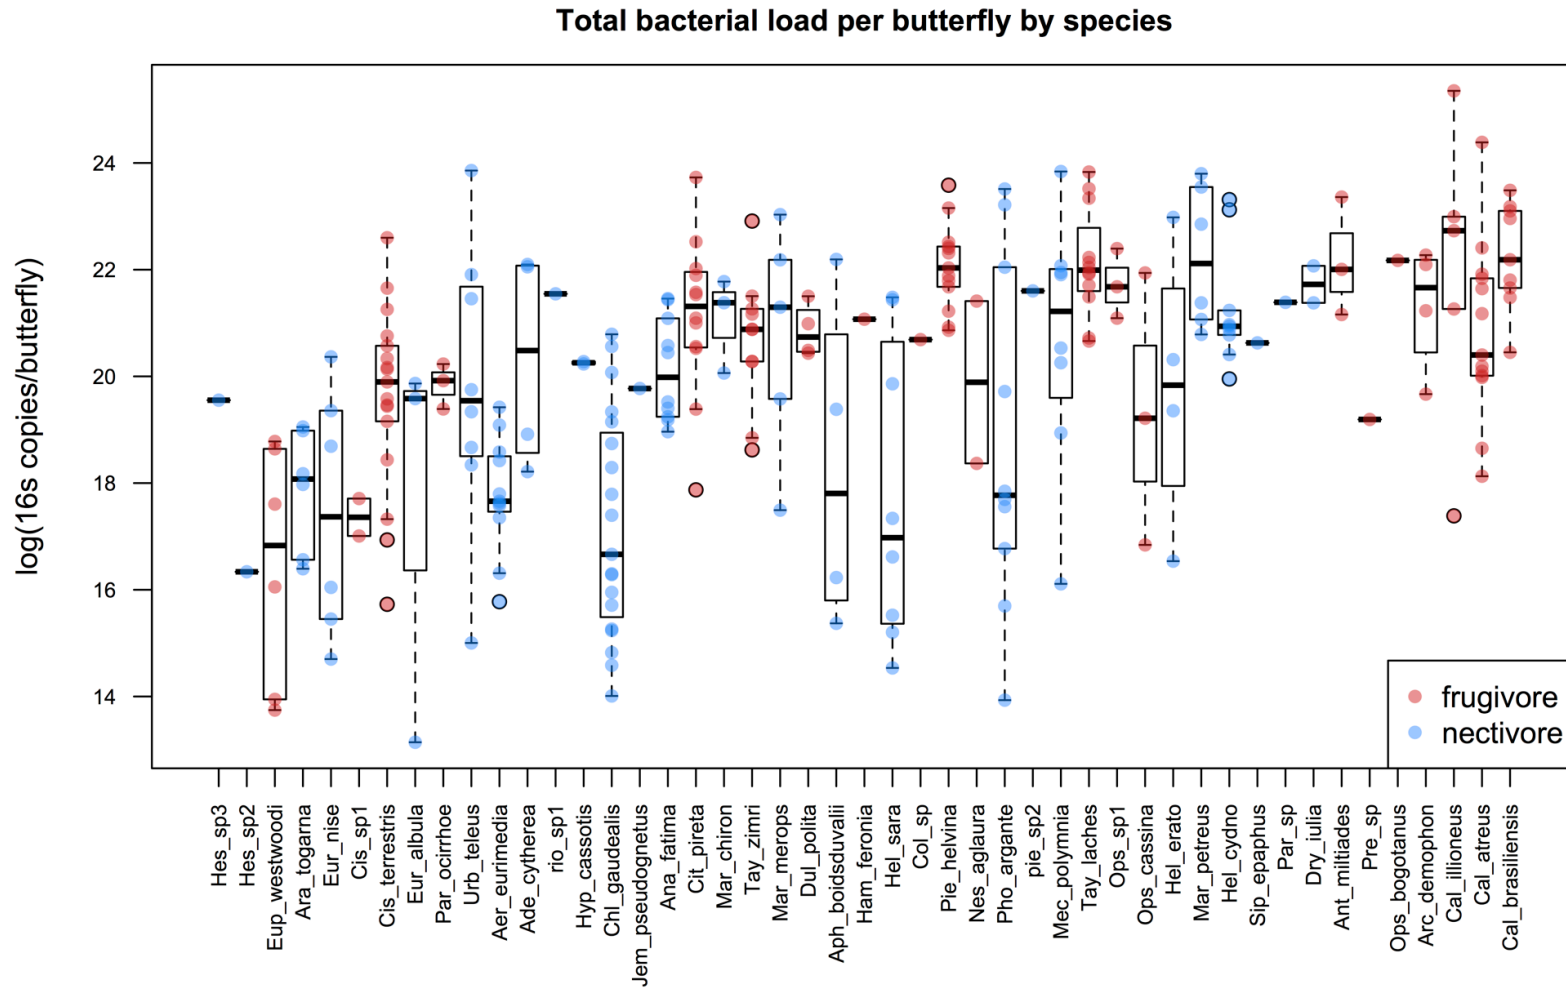 Total bacterial load per butterfly by species
log(16s copies/butterfly)
24
22
20
18
16
14
frugivore
nectivore
Hes_sp3
Hes_sp2
Eup_westwoodi
Ara_togarna
Eur_nise
Cis_sp1
Cis_terrestris
Eur_albula
Par_ocirrhoe
Urb_teleus
Aer_eurimedia
Ade_cytherea
rio_sp1
Hyp_cassotis
Chl_gaudealis
Jem_pseudognetus
Ana_fatima
Cit_pireta
Mar_chiron
Tay_zimri
Mar_merops
Dul_polita
Aph_boidsduvalii
Ham_feronia
Hel_sara
Col_sp
Pie_helvina
Nes_aglaura
Pho_argante
pie_sp2
Mec_polymnia
Tay_laches
Ops_sp1
Ops_cassina
Hel_erato
Mar_petreus
Hel_cydno
Sip_epaphus
Par_sp
Dry_iulia
Ant_miltiades
Pre_sp
Ops_bogotanus
Arc_demophon
Cal_illioneus
Cal_atreus
Cal_brasiliensis